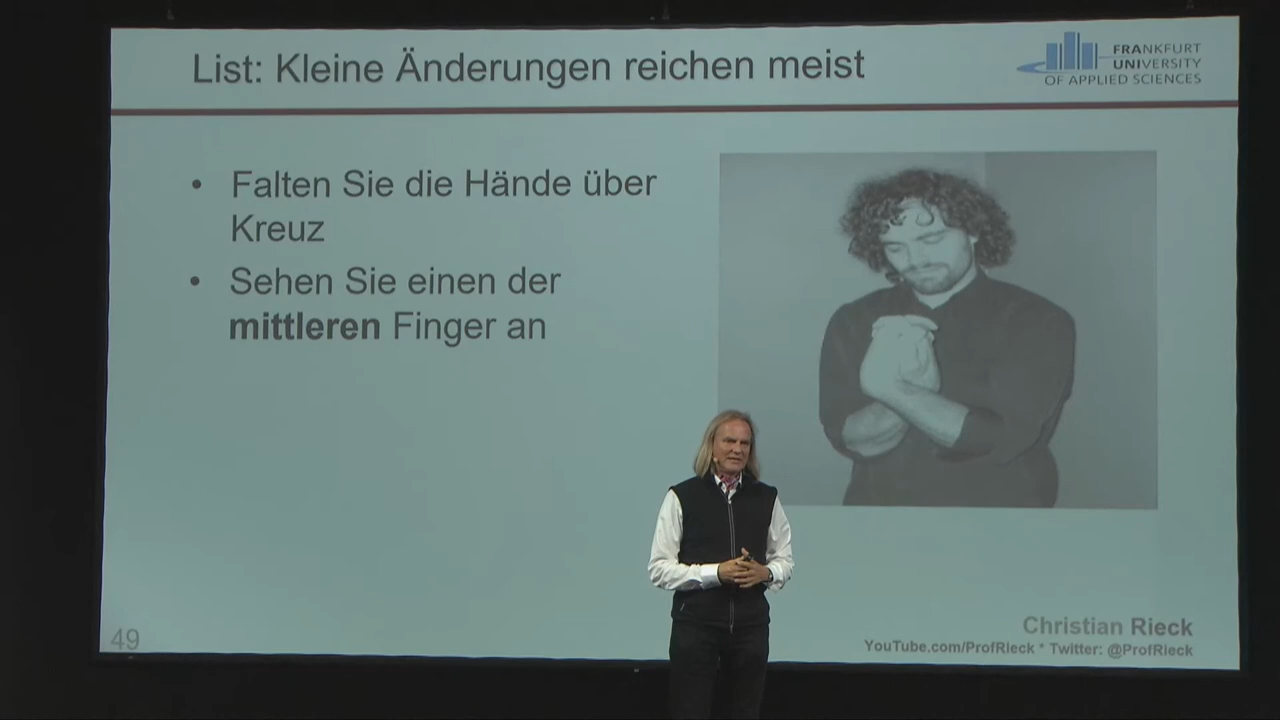 List: Kleine Änderungen reichen meist
FRANKFURT
UNIVERSITY
OF APPLIED SCIENCES
• Falten Sie die Hände über
Kreuz
• Sehen Sie einen der
mittleren Finger an
49
Christian Rieck
YouTube.com/ProfRieck * Twitter: @ProfRieck